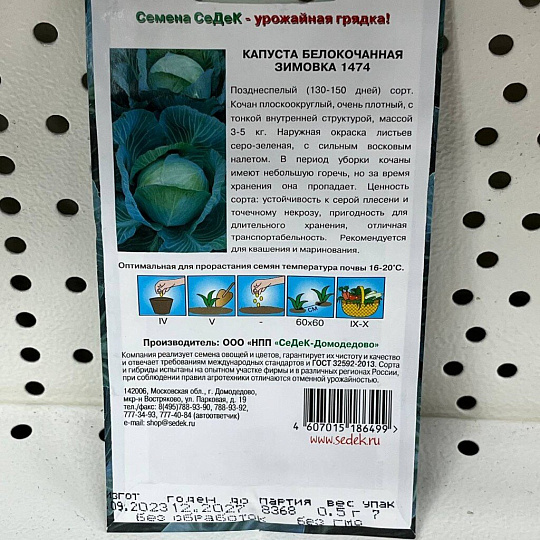 Семена СеДеК - урожайная грядка!
КАПУСТА БЕЛОКОЧАННАЯ
ЗИМОВКА 1474
Позднеспелый (130-150 дней) сорт.
Кочан плоскоокруглый, очень плотный, с
тонкой внутренней структурой, массой
3-5 кг. Наружная окраска листьев
серо-зеленая, с сильным восковым
налетом. В период уборки кочаны
имеют небольшую горечь, но за время
хранения она пропадает. Ценность
сорта: устойчивость к серой плесени и
точечному некрозу, пригодность для
длительного хранения, отличная
транспортабельность. Рекомендуется
для квашения и маринования.
Оптимальная для прорастания семян температура почвы 16-20°С.
СМ
IV V - 60х60 IX-X
Производитель: ООО «НПП "СеДеК-Домодедово»
Компания реализует семена овощей и цветов, гарантирует их чистоту и качество
и отвечает требованиям международных стандартов и ГОСТ 32592-2013. Сорта
и гибриды испытаны на опытном участке фирмы и в различных регионах России,
при соблюдении правил агротехники отличаются отменной урожайностью.
142006, Московская обл., г. Домодедово,
мкр-н Востряково, ул. Парковая, д. 19
тел./факс: 8(495)788-93-90, 788-93-92,
777-34-93, 777-40-84 (автоответчик)
e-mail: shop@sedek.ru
4 607015 186499 >
www.sedek.ru
изгот годен до партия вес упак
09.2023 12.2027 8368 0.5 г 7
без обработок без ГМО